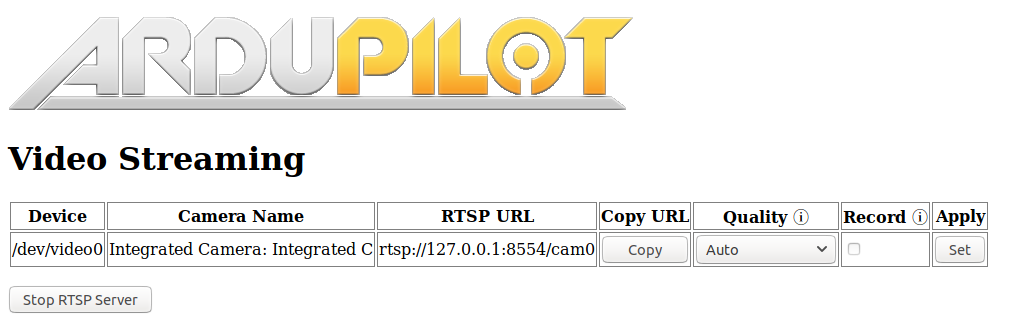 ARDUPILOT
Video Streaming
Device Camera Name RTSP URL Copy URL Quality ⓘ Record ⓘ Apply
/dev/video0 Integrated Camera: Integrated C rtsp://127.0.0.1:8554/cam0 Copy Auto Set
Stop RTSP Server